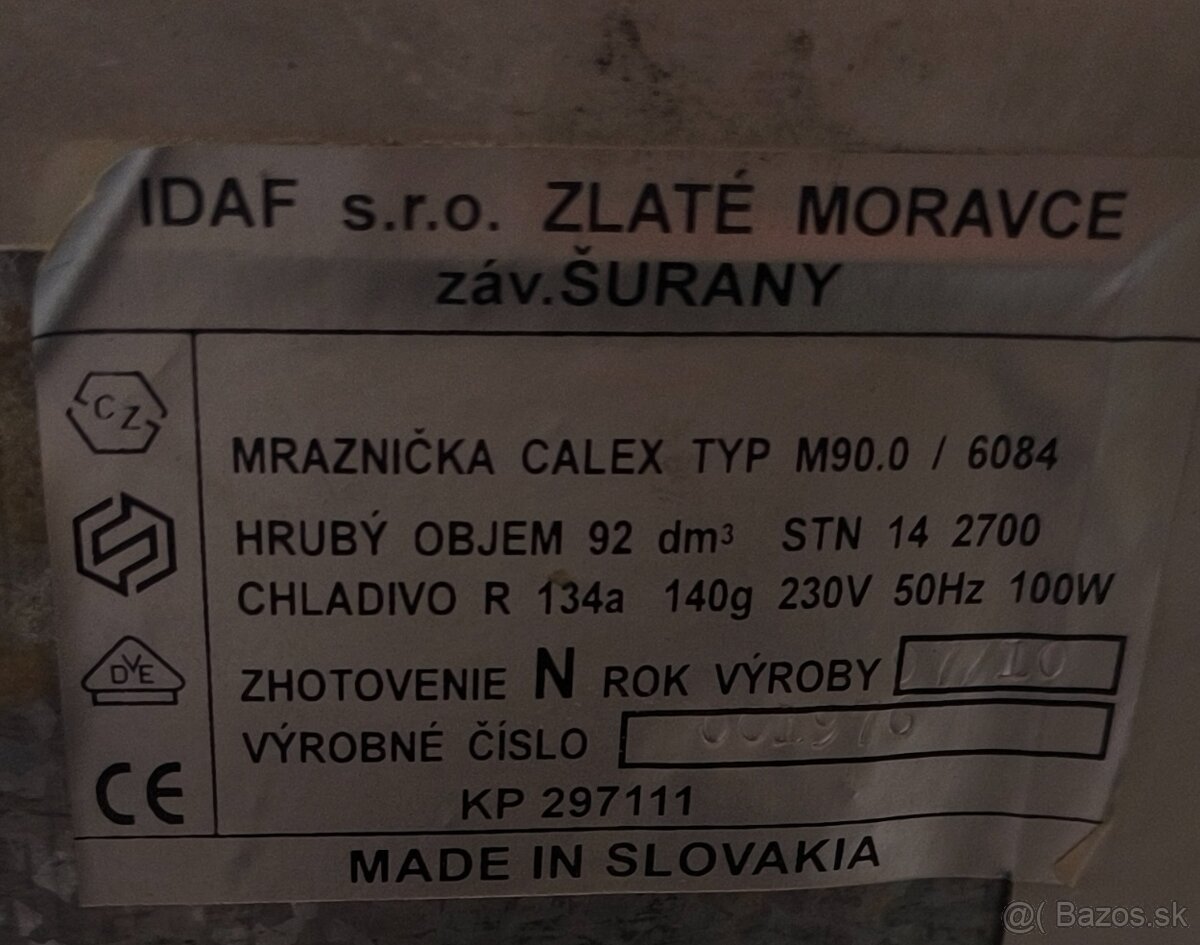 IDAF s.r.o. ZLATÉ MORAVCE
záv.ŠURANY
CZ
MRAZNIČKA CALEX TYP M90.0 / 6084
HRUBÝ OBJEM 92 dm³ STN 14 2700
CHLADIVO R 134a 140g 230V 50Hz 100W
DVE
ZHOTOVENIE N ROK VÝROBY
VÝROBNÉ ČÍSLO
CE
KP 297111
MADE IN SLOVAKIA
@( Bazos.sk